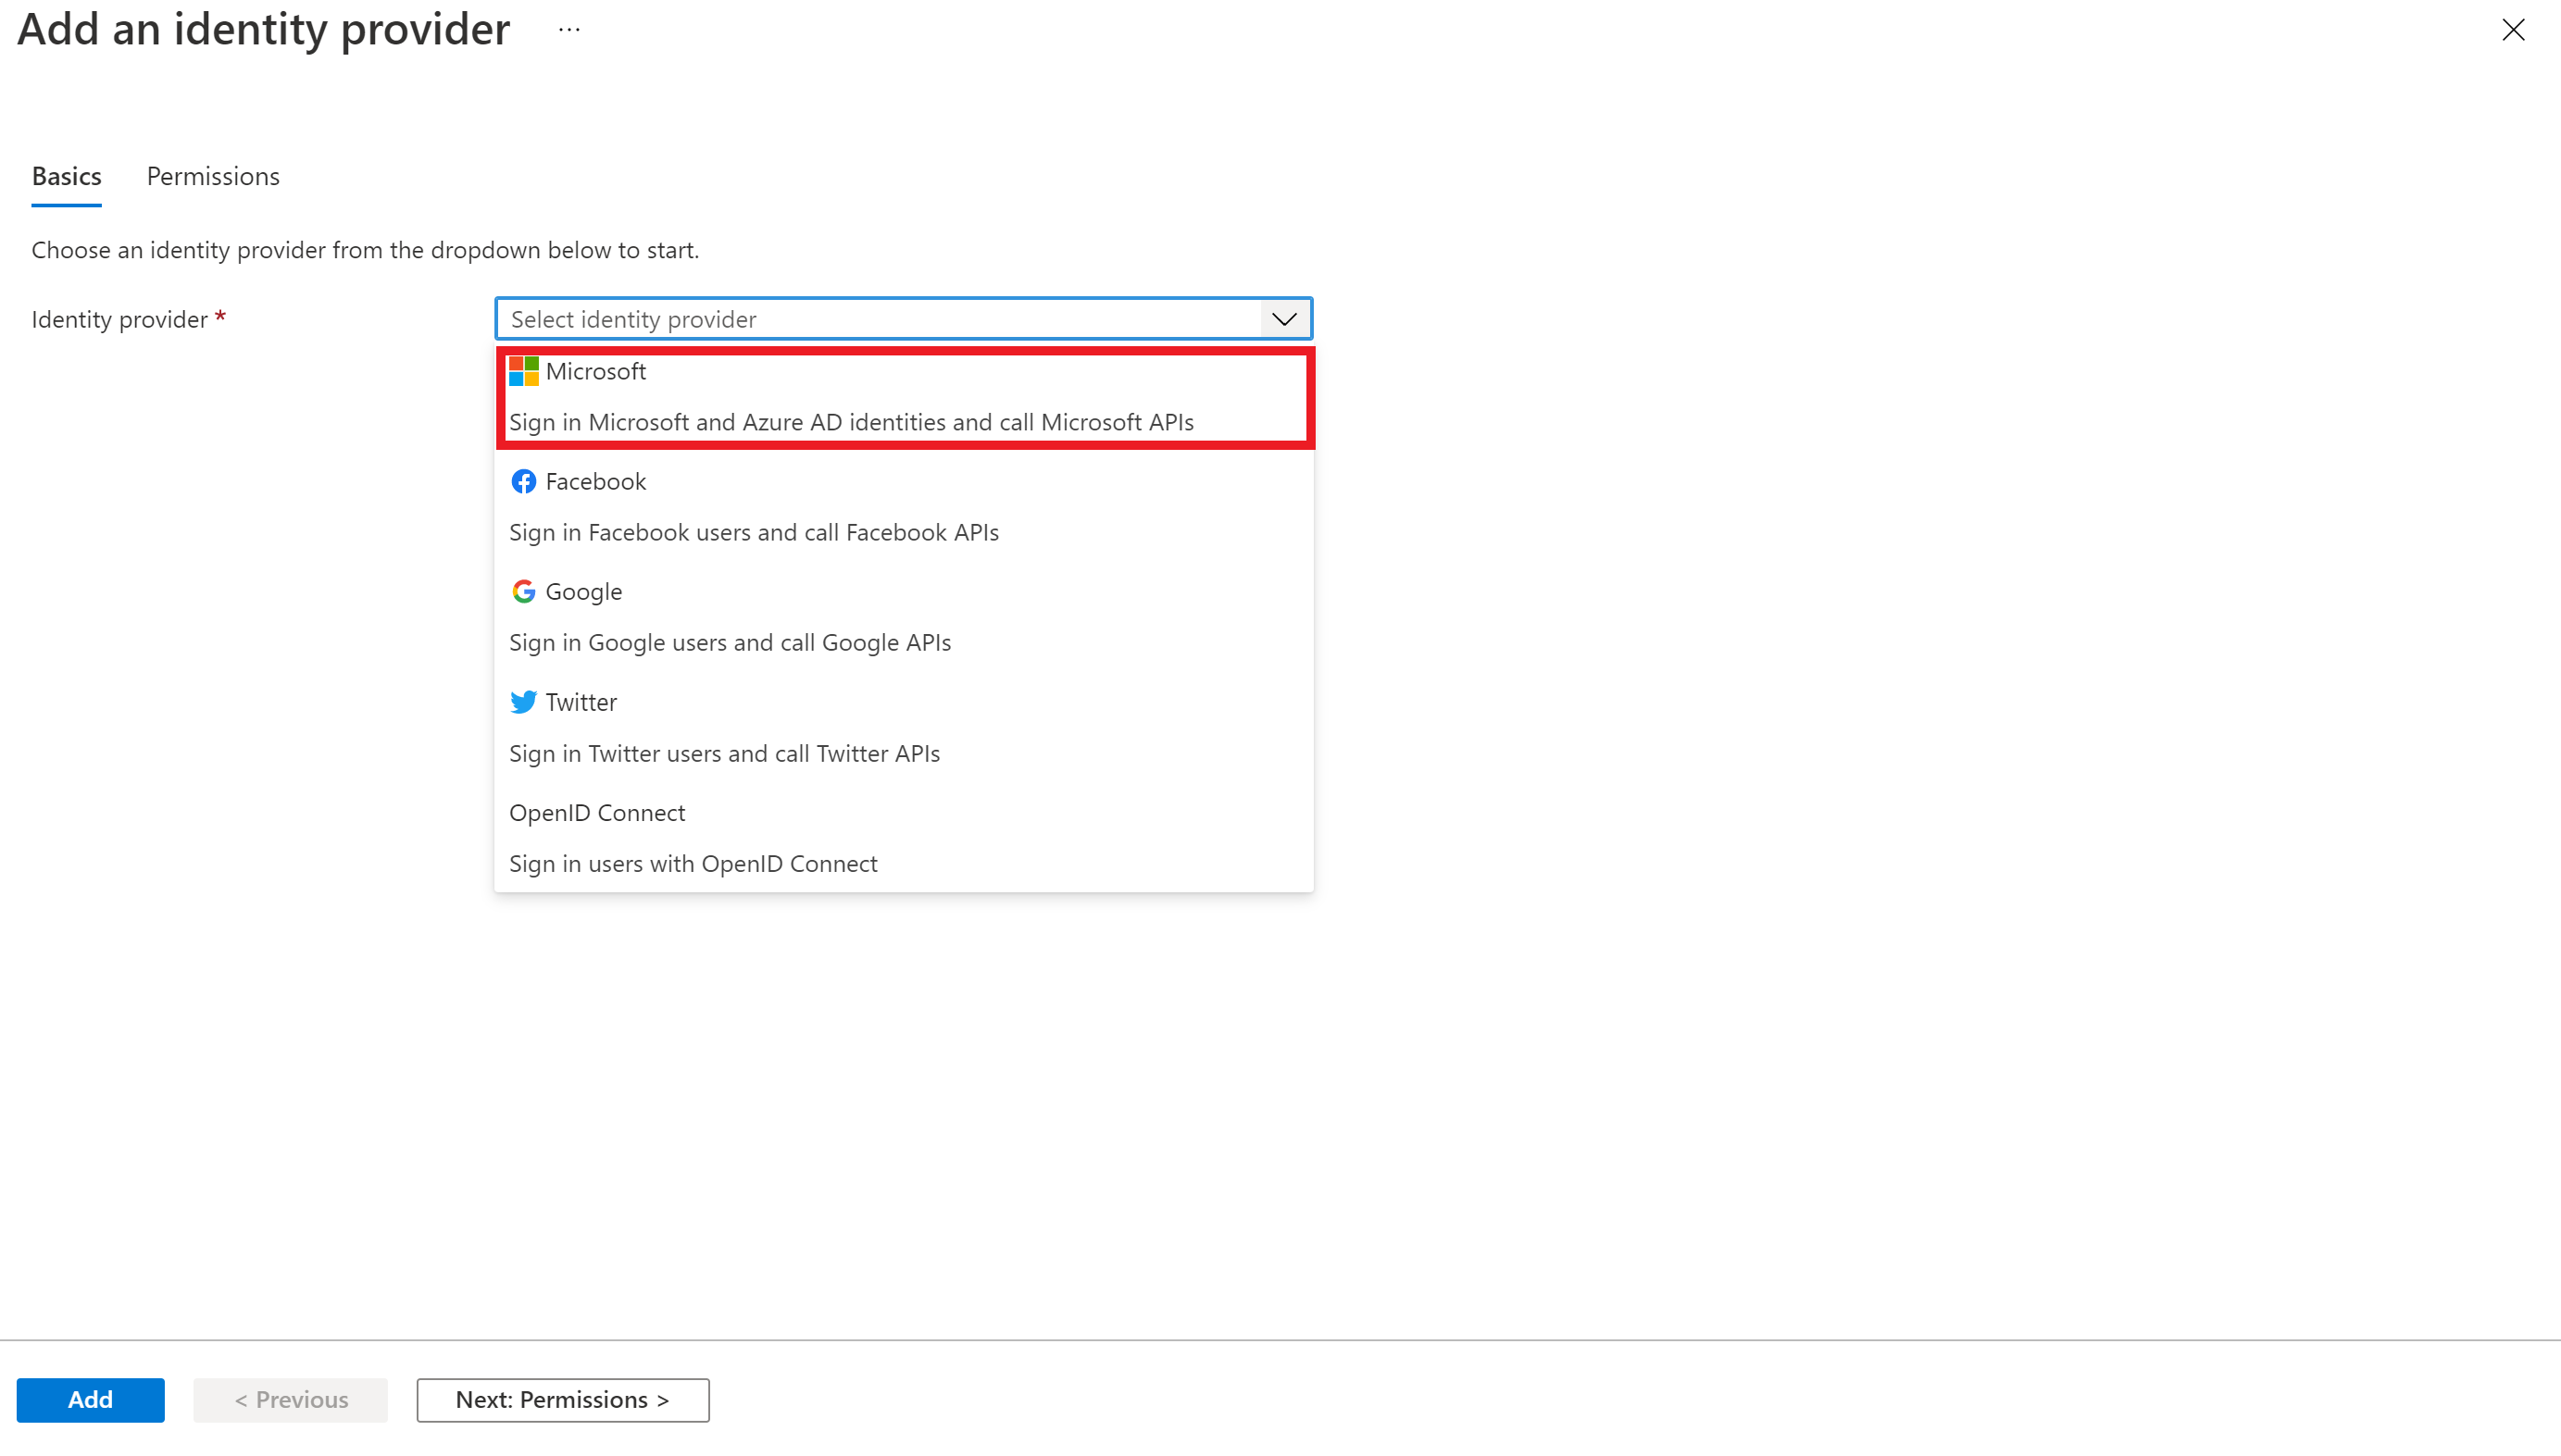 Add an identity provider ...
Basics Permissions
Choose an identity provider from the dropdown below to start.
Identity provider * Select identity provider
Microsoft
Sign in Microsoft and Azure AD identities and call Microsoft APIs
Facebook
Sign in Facebook users and call Facebook APIs
Google
Sign in Google users and call Google APIs
Twitter
Sign in Twitter users and call Twitter APIs
OpenID Connect
Sign in users with OpenID Connect
Add < Previous Next: Permissions >